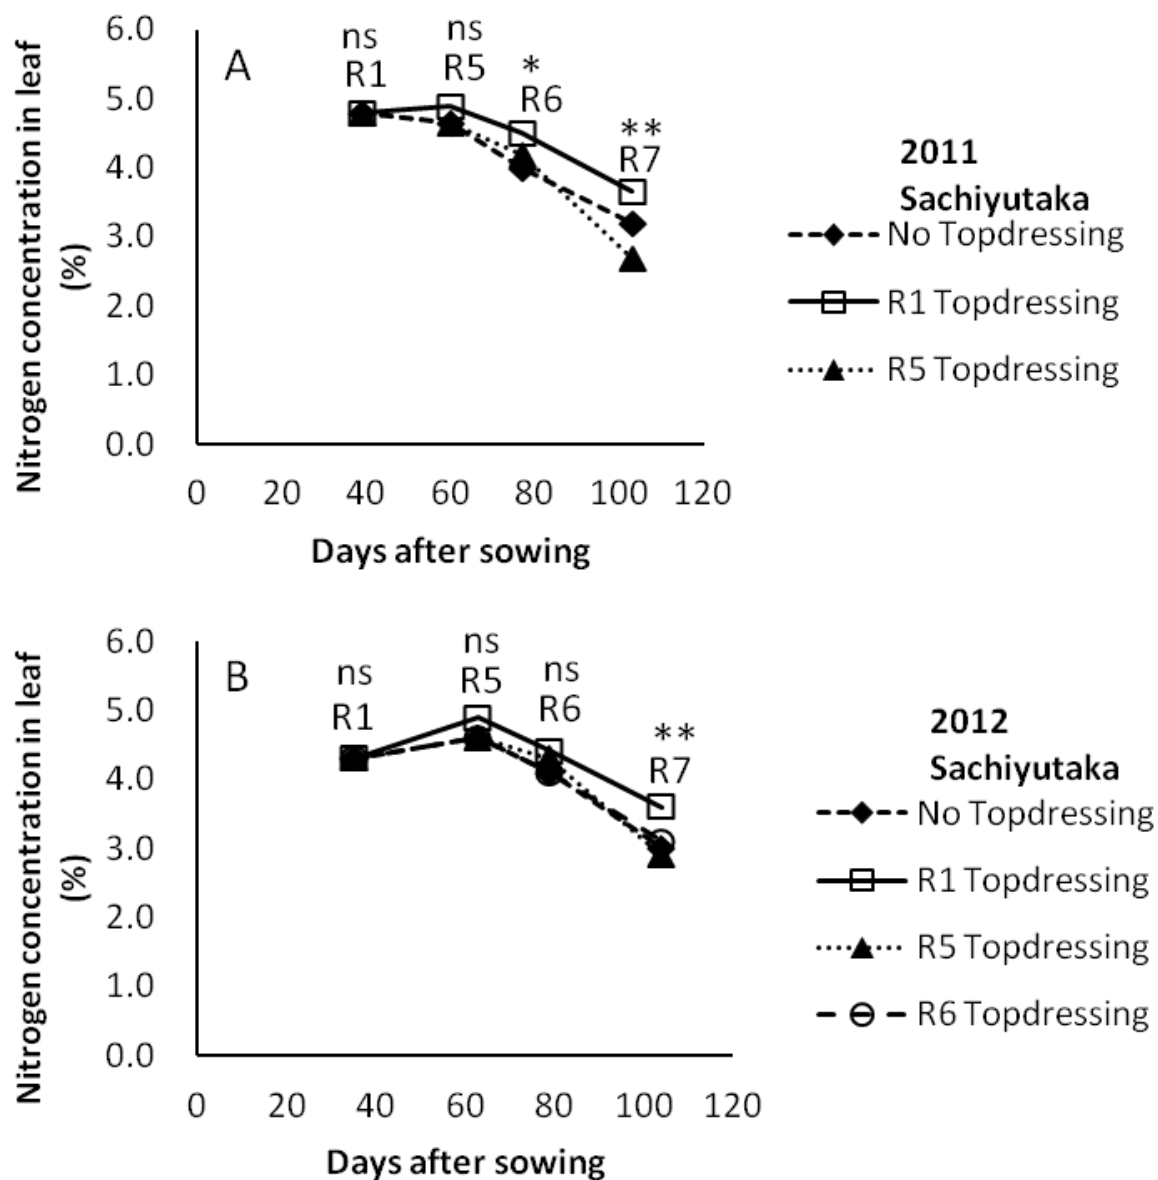 Nitrogen concentration in leaf
(%)
6.0
5.0
4.0
3.0
2.0
1.0
0.0
A
ns
R1
ns
R5
*
R6
**
R7
0 20 40 60 80 100 120
Days after sowing
2011
Sachiyutaka
No Topdressing
R1 Topdressing
R5 Topdressing
Nitrogen concentration in leaf
(%)
6.0
5.0
4.0
3.0
2.0
1.0
0.0
B
ns
R1
ns
R5
ns
R6
**
R7
0 20 40 60 80 100 120
Days after sowing
2012
Sachiyutaka
No Topdressing
R1 Topdressing
R5 Topdressing
R6 Topdressing